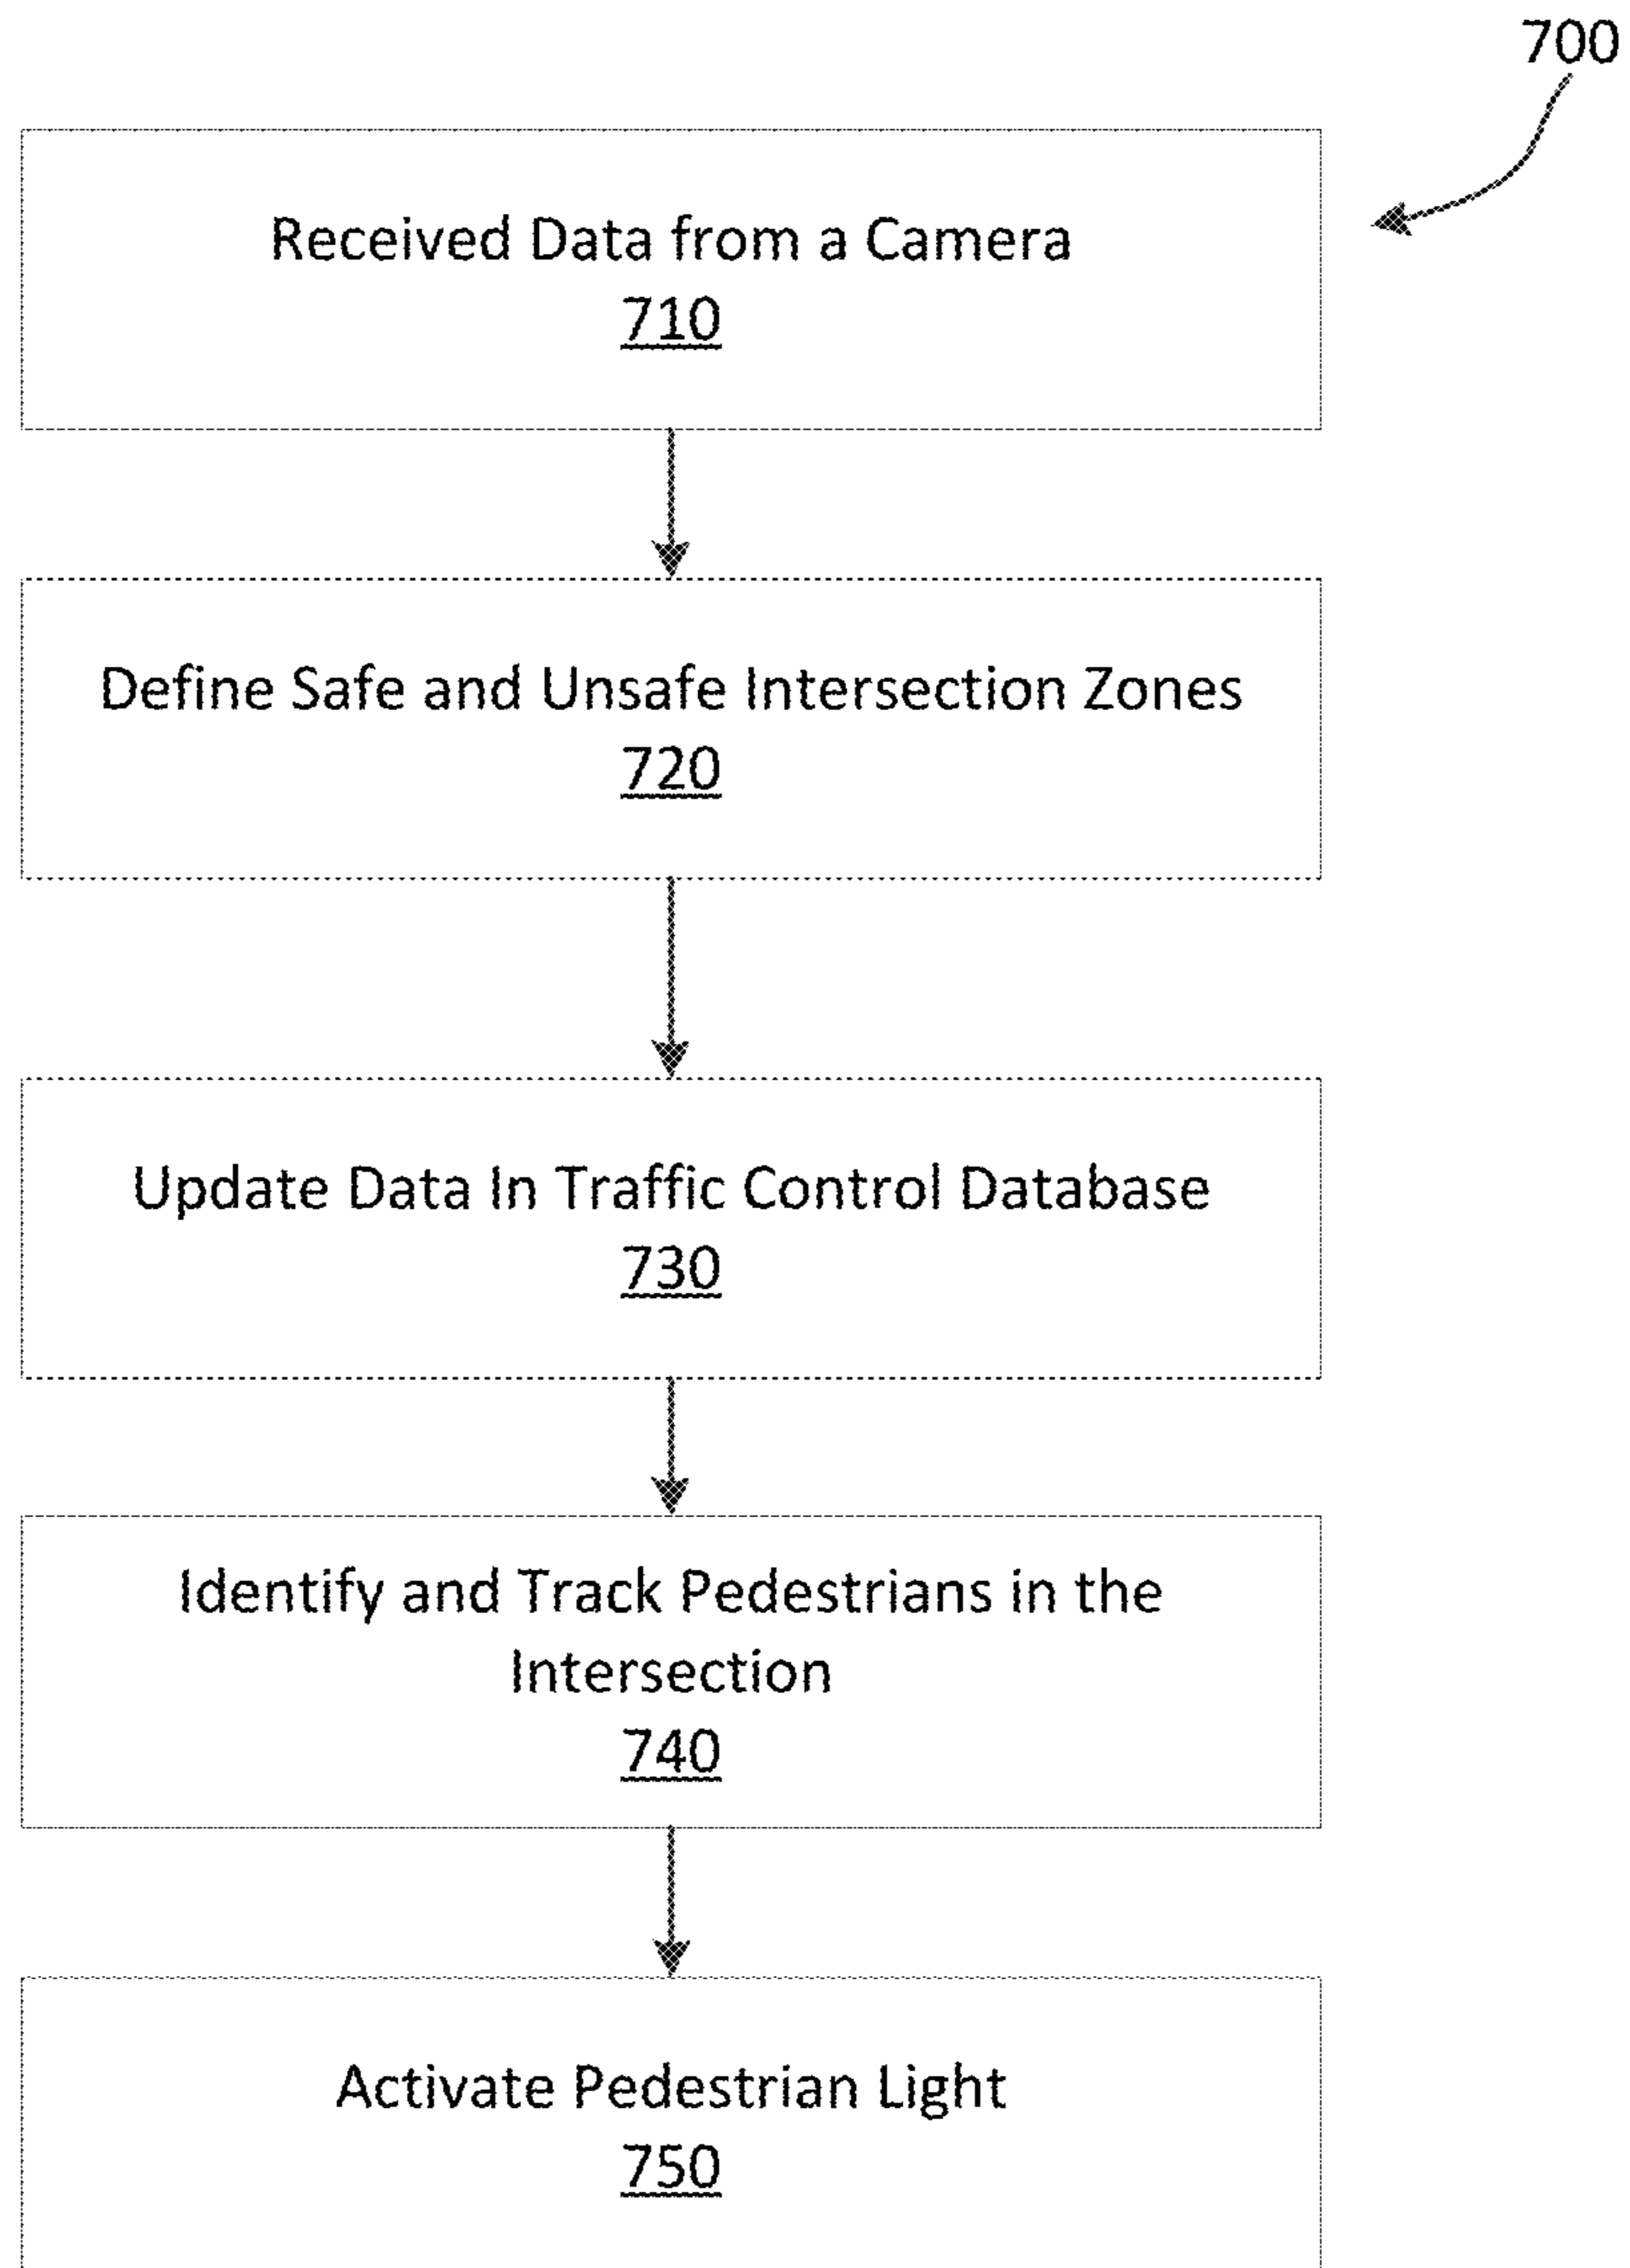 700
Received Data from a Camera
710
Define Safe and Unsafe Intersection Zones
720
Update Data In Traffic Control Database
730
Identify and Track Pedestrians in the
Intersection
740
Activate Pedestrian Light
750